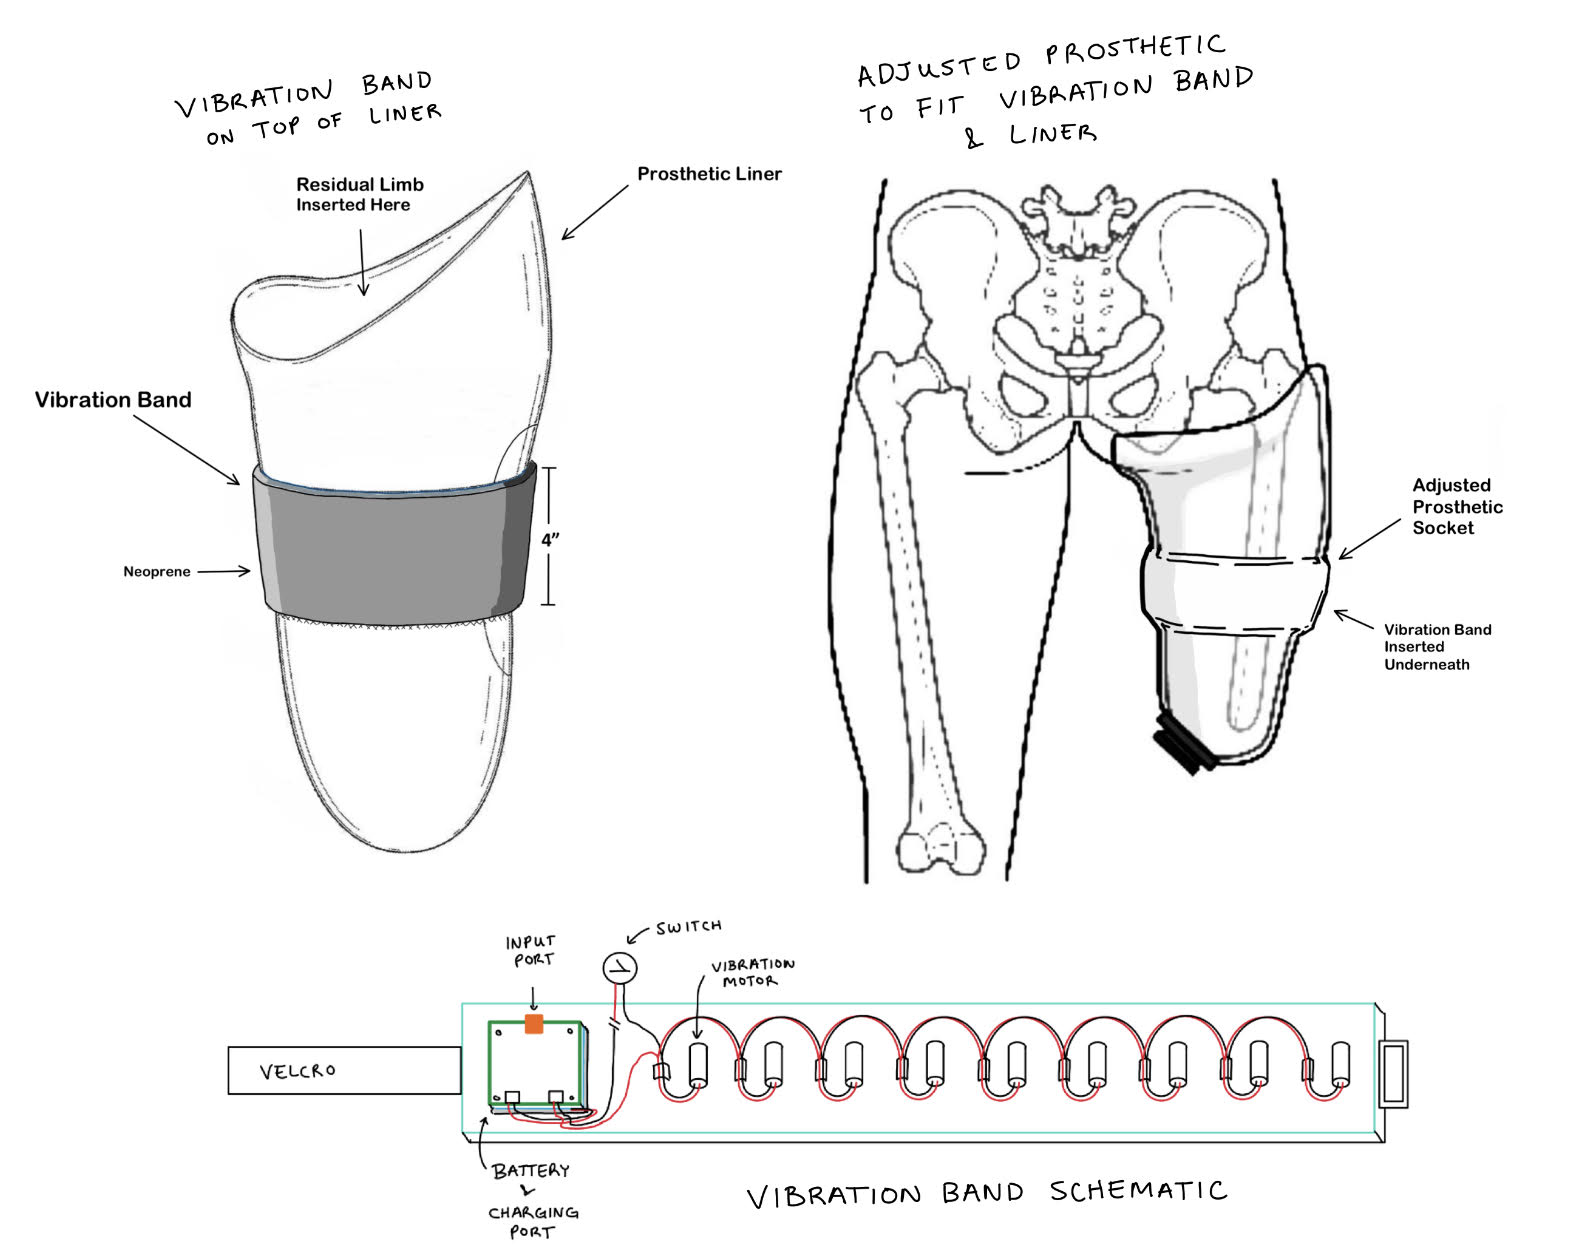 VIBRATION BAND
ON TOP OF LINER
Residual Limb
Inserted Here
Prosthetic Liner
Vibration Band
4”
Neoprene
ADJUSTED PROSTHETIC
TO FIT VIBRATION BAND
& LINER
Adjusted
Prosthetic
Socket
Vibration Band
Inserted
Underneath
SWITCH
INPUT
PORT
VIBRATION
MOTOR
VELCRO
BATTERY
&
CHARGING
PORT
VIBRATION BAND SCHEMATIC